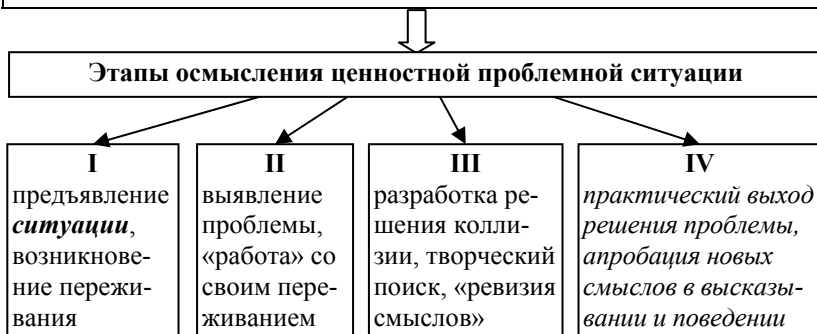 Этапы осмысления ценностной проблемной ситуации
I
предъявление
ситуации,
возникнове-
ние пережи-
вания
II
выявление
проблемы,
«работа» со
своим пере-
живанием
III
разработка ре-
шения колли-
зии, творческий
поиск, «ревизия
смыслов»
IV
практический выход
решения проблемы,
апробация новых
смыслов в высказы-
вании и поведении